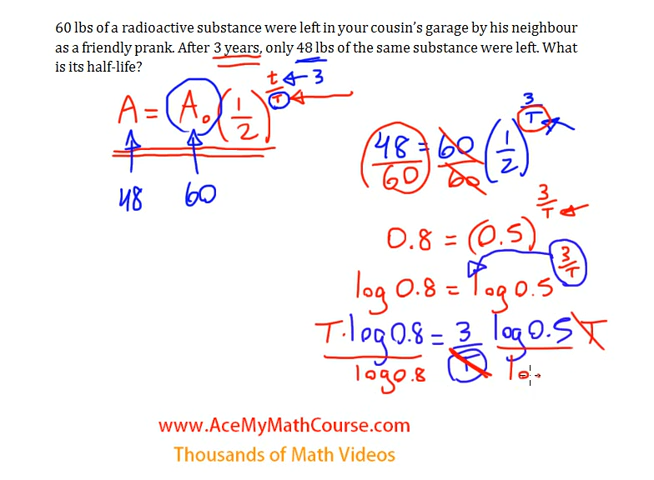 60 lbs of a radioactive substance were left in your cousin's garage by his neighbour
as a friendly prank. After 3 years, only 48 lbs of the same substance were left. What
is its half-life?
A = A₀ (1/2)^(t/T) ← 3
48 60
48/60 = 60/60 (1/2)^(3/T)
0.8 = (0.5)^(3/T)
log 0.8 = log 0.5 3/T
T·log 0.8 = 3/T log 0.5 T
log 0.8 lo
www.AceMyMathCourse.com
Thousands of Math Videos